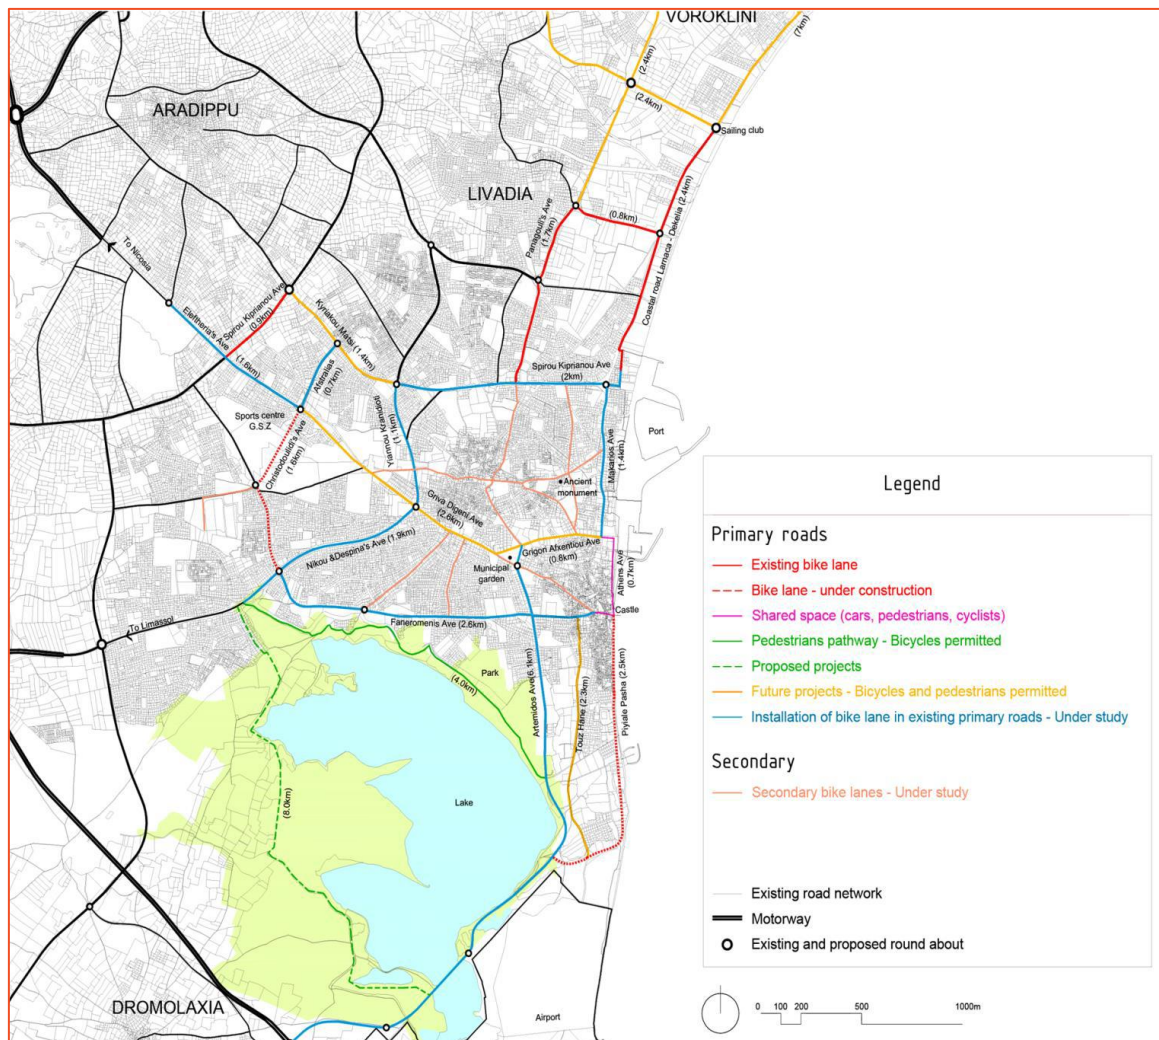 VOROKLINI
(7km)
(2.4km)
(2.4km)
Sailing club
ARADIPPU
LIVADIA
(0.8km)
Panagouli's Ave
(1.7km)
Coastal road Larnaca - Dekelia (2.4km)
To Nicosia
Eleftheria's Ave
(1.6km)
Spirou Kiprianou Ave
(0.9km)
Kyriakou Matsi (1.4km)
Afstralias
(0.7km)
Spirou Kiprianou Ave
(2km)
Sports centre
G.S.Z
Christodoulidi's Ave
(1.6km)
(1.1km)
Makarios Ave
(1.4km)
Port
Ancient
monument
Griva Digeni Ave
(2.6km)
Nikou &Despina's Ave (1.9km)
Grigori Afxentiou Ave
(0.8km)
Municipal
garden
Athens Ave
(0.7km)
Castle
To Limassol
Faneromenis Ave (2.6km)
Park
(4.0km)
Artemidos Ave(6.1km)
Touz Hane (2.3km)
Piyiale Pasha (2.5km)
(8.0km)
Lake
DROMOLAXIA
Airport
Legend
Primary roads
Existing bike lane
Bike lane - under construction
Shared space (cars, pedestrians, cyclists)
Pedestrians pathway - Bicycles permitted
Proposed projects
Future projects - Bicycles and pedestrians permitted
Installation of bike lane in existing primary roads - Under study
Secondary
Secondary bike lanes - Under study
Existing road network
Motorway
Existing and proposed round about
0 100 200 500 1000m